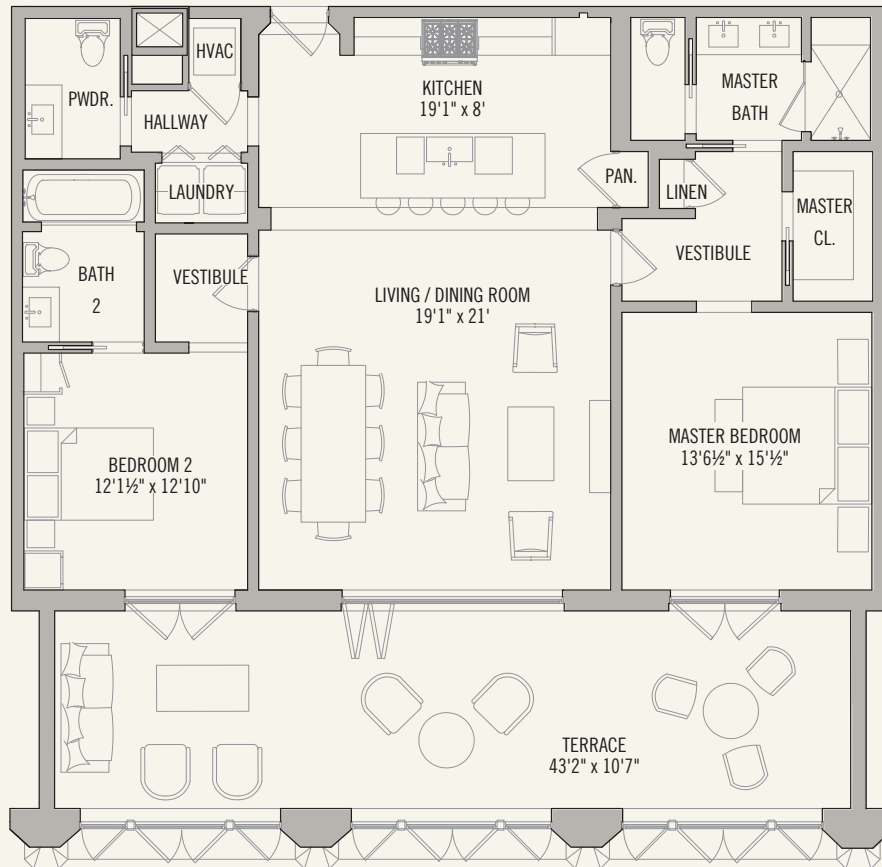 HVAC
PWDR.
HALLWAY
KITCHEN
19'1" x 8'
MASTER
BATH
LAUNDRY
PAN.
LINEN
MASTER
CL.
VESTIBULE
BATH
2
VESTIBULE
LIVING / DINING ROOM
19'1" x 21'
BEDROOM 2
12'1½" x 12'10"
MASTER BEDROOM
13'6½" x 15'½"
TERRACE
43'2" x 10'7"